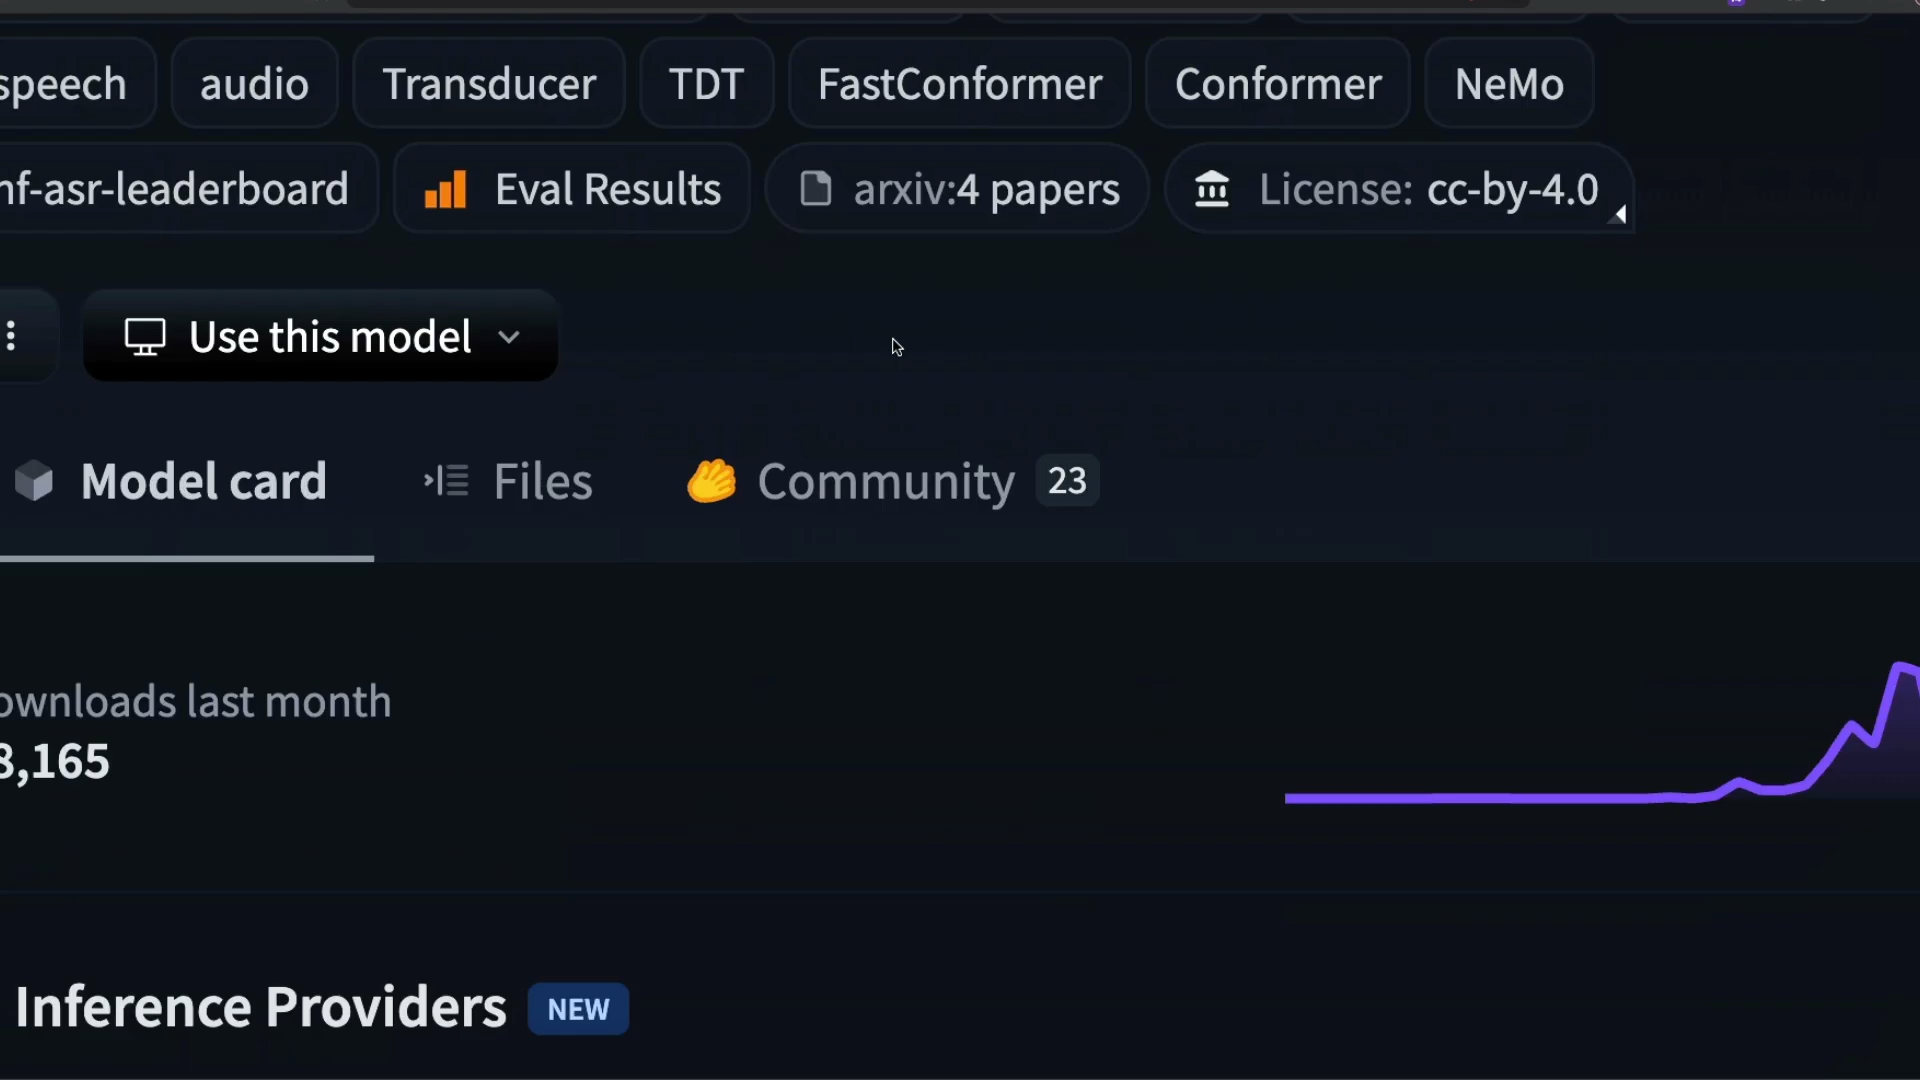 speech audio Transducer TDT FastConformer Conformer NeMo
hf-asr-leaderboard Eval Results arxiv:4 papers License: cc-by-4.0
Use this model
Model card Files Community 23
ownloads last month
8,165
Inference Providers NEW